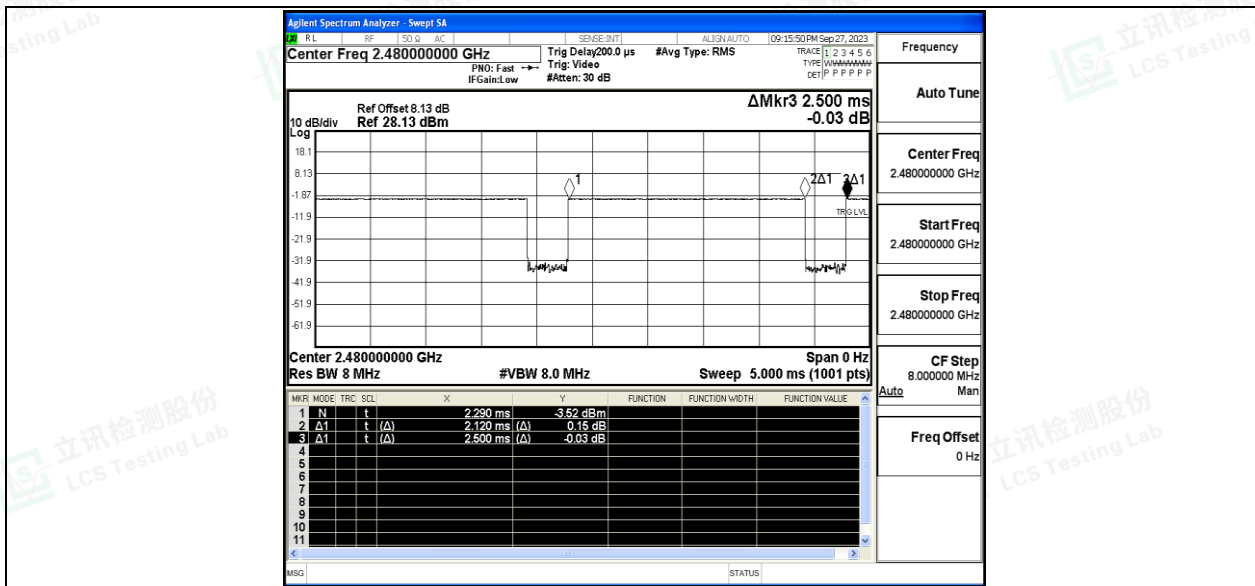 Agilent Spectrum Analyzer - Swept SA
RL RF 50 Ω AC SENSE:INT ALIGN AUTO 09:15:50 PM Sep 27, 2023
Center Freq 2.480000000 GHz
PNO: Fast
IFGain:Low
Trig Delay200.0 µs
Trig: Video
#Atten: 30 dB
#Avg Type: RMS
TRACE 1 2 3 4 5 6
TYPE
DET P P P P P P
ΔMkr3 2.500 ms
-0.03 dB
Ref Offset 8.13 dB
10 dB/div Ref 28.13 dBm
Log
18.1
8.13
-1.87
-11.9
-21.9
-31.9
-41.9
-51.9
-61.9
1
2Δ1
3Δ1
TRIG LVL
Center 2.480000000 GHz Span 0 Hz
Res BW 8 MHz #VBW 8.0 MHz Sweep 5.000 ms (1001 pts)
MKR MODE TRC SCL X Y FUNCTION FUNCTION WIDTH FUNCTION VALUE
1 N t 2.290 ms -3.52 dBm
2 Δ1 t (Δ) 2.120 ms (Δ) 0.15 dB
3 Δ1 t (Δ) 2.500 ms (Δ) -0.03 dB
4
5
6
7
8
9
10
11
MSG STATUS
Frequency
Auto Tune
Center Freq
2.480000000 GHz
Start Freq
2.480000000 GHz
Stop Freq
2.480000000 GHz
CF Step
8.000000 MHz
Auto Man
Freq Offset
0 Hz
立讯检测股份
LCS Testing Lab
立讯检测股份
LCS Testing Lab